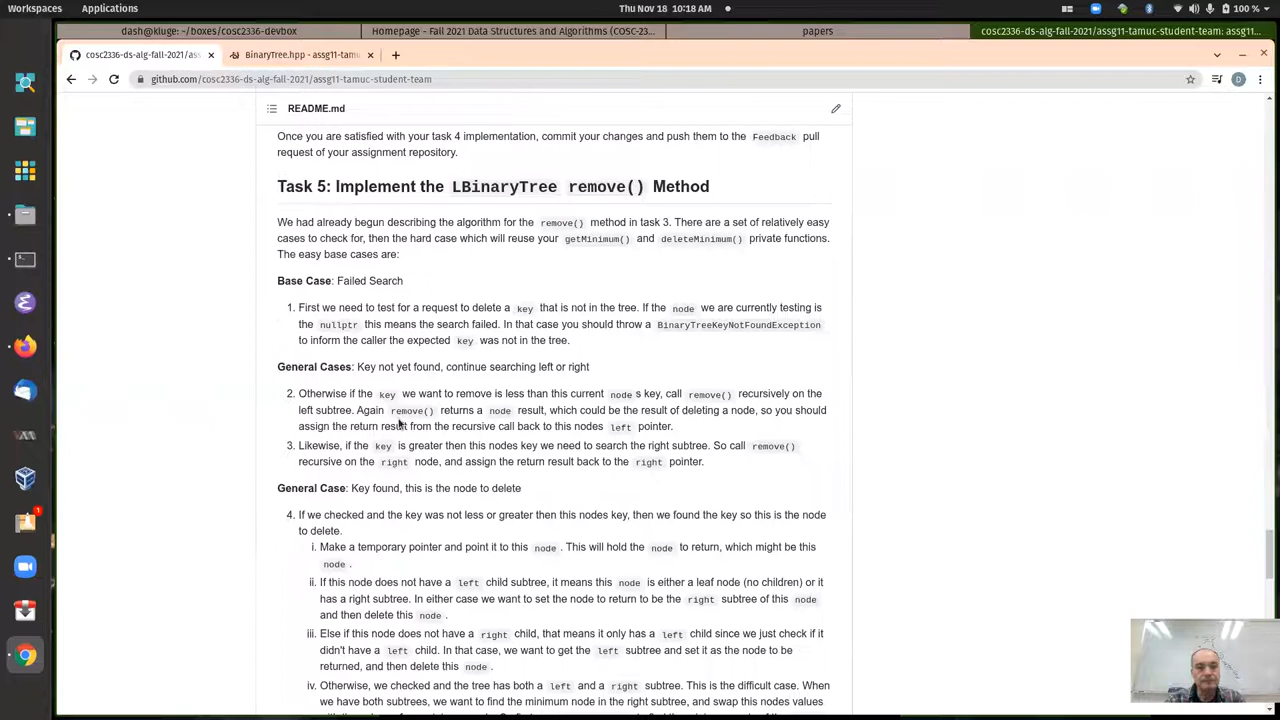 Workspaces Applications Thu Nov 18 10:18 AM 100 %
dash@kluge: ~/boxes/cosc2336-devbox Homepage - Fall 2021 Data Structures and Algorithms (COSC-23... papers cosc2336-ds-alg-fall-2021/assg11-tamuc-student-team: assg11...
cosc2336-ds-alg-fall-2021/ × BinaryTree.hpp - assg11-tamu × +
github.com/cosc2336-ds-alg-fall-2021/assg11-tamuc-student-team D
README.md
Once you are satisfied with your task 4 implementation, commit your changes and push them to the Feedback pull
request of your assignment repository.
Task 5: Implement the LBinaryTree remove() Method
We had already begun describing the algorithm for the remove() method in task 3. There are a set of relatively easy
cases to check for, then the hard case which will reuse your getMinimum() and deleteMinimum() private functions.
The easy base cases are:
Base Case: Failed Search
1. First we need to test for a request to delete a key that is not in the tree. If the node we are currently testing is
the nullptr this means the search failed. In that case you should throw a BinaryTreeKeyNotFoundException
to inform the caller the expected key was not in the tree.
General Cases: Key not yet found, continue searching left or right
2. Otherwise if the key we want to remove is less than this current node s key, call remove() recursively on the
left subtree. Again remove() returns a node result, which could be the result of deleting a node, so you should
assign the return result from the recursive call back to this nodes left pointer.
3. Likewise, if the key is greater then this nodes key we need to search the right subtree. So call remove()
recursive on the right node, and assign the return result back to the right pointer.
General Case: Key found, this is the node to delete
4. If we checked and the key was not less or greater then this nodes key, then we found the key so this is the node
to delete.
i. Make a temporary pointer and point it to this node . This will hold the node to return, which might be this
node .
ii. If this node does not have a left child subtree, it means this node is either a leaf node (no children) or it
has a right subtree. In either case we want to set the node to return to be the right subtree of this node
and then delete this node .
iii. Else if this node does not have a right child, that means it only has a left child since we just check if it
didn't have a left child. In that case, we want to get the left subtree and set it as the node to be
returned, and then delete this node .
iv. Otherwise, we checked and the tree has both a left and a right subtree. This is the difficult case. When
we have both subtrees, we want to find the minimum node in the right subtree, and swap this nodes values